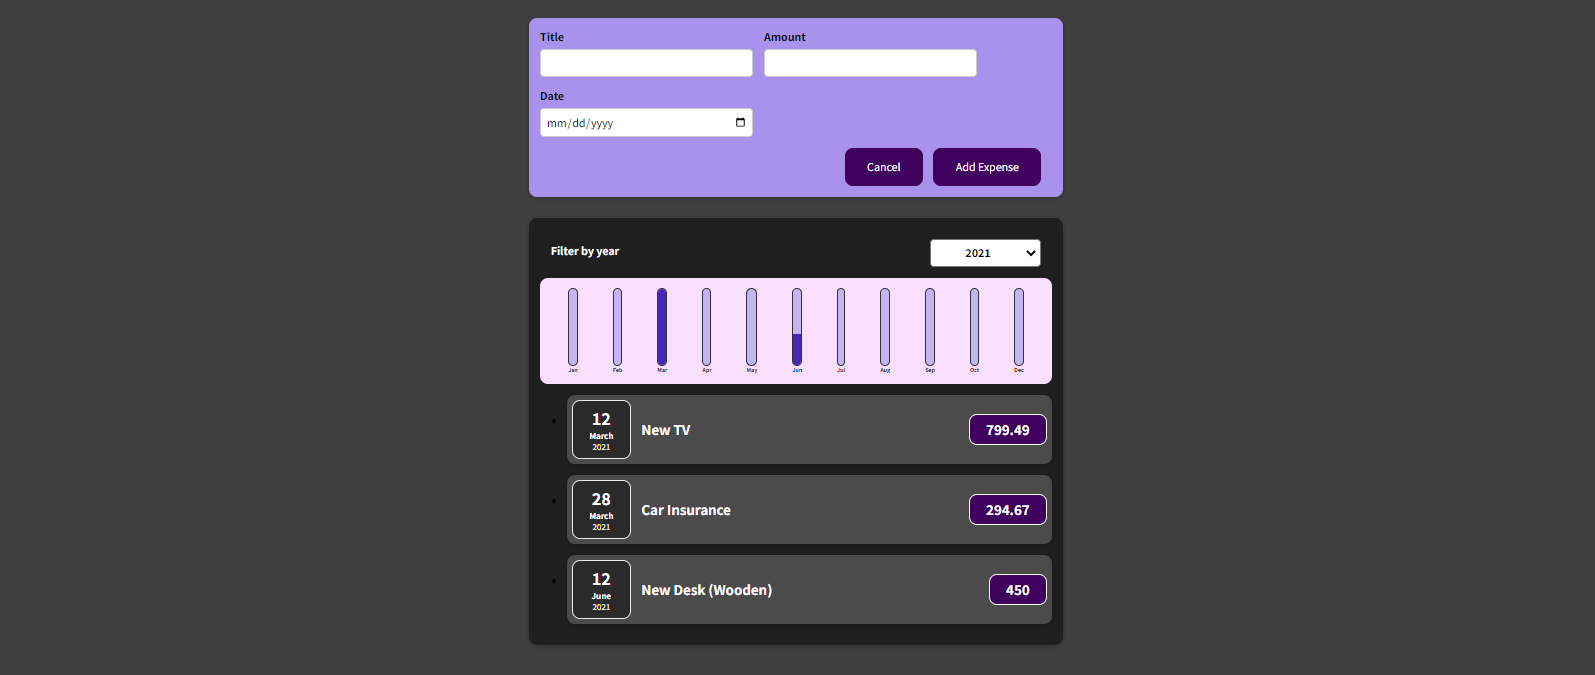 Title Amount
Date
mm/dd/yyyy
Cancel Add Expense
Filter by year 2021
Jan Feb Mar Apr May Jun Jul Aug Sep Oct Dec
12
March
2021
New TV
799.49
28
March
2021
Car Insurance
294.67
12
June
2021
New Desk (Wooden)
450